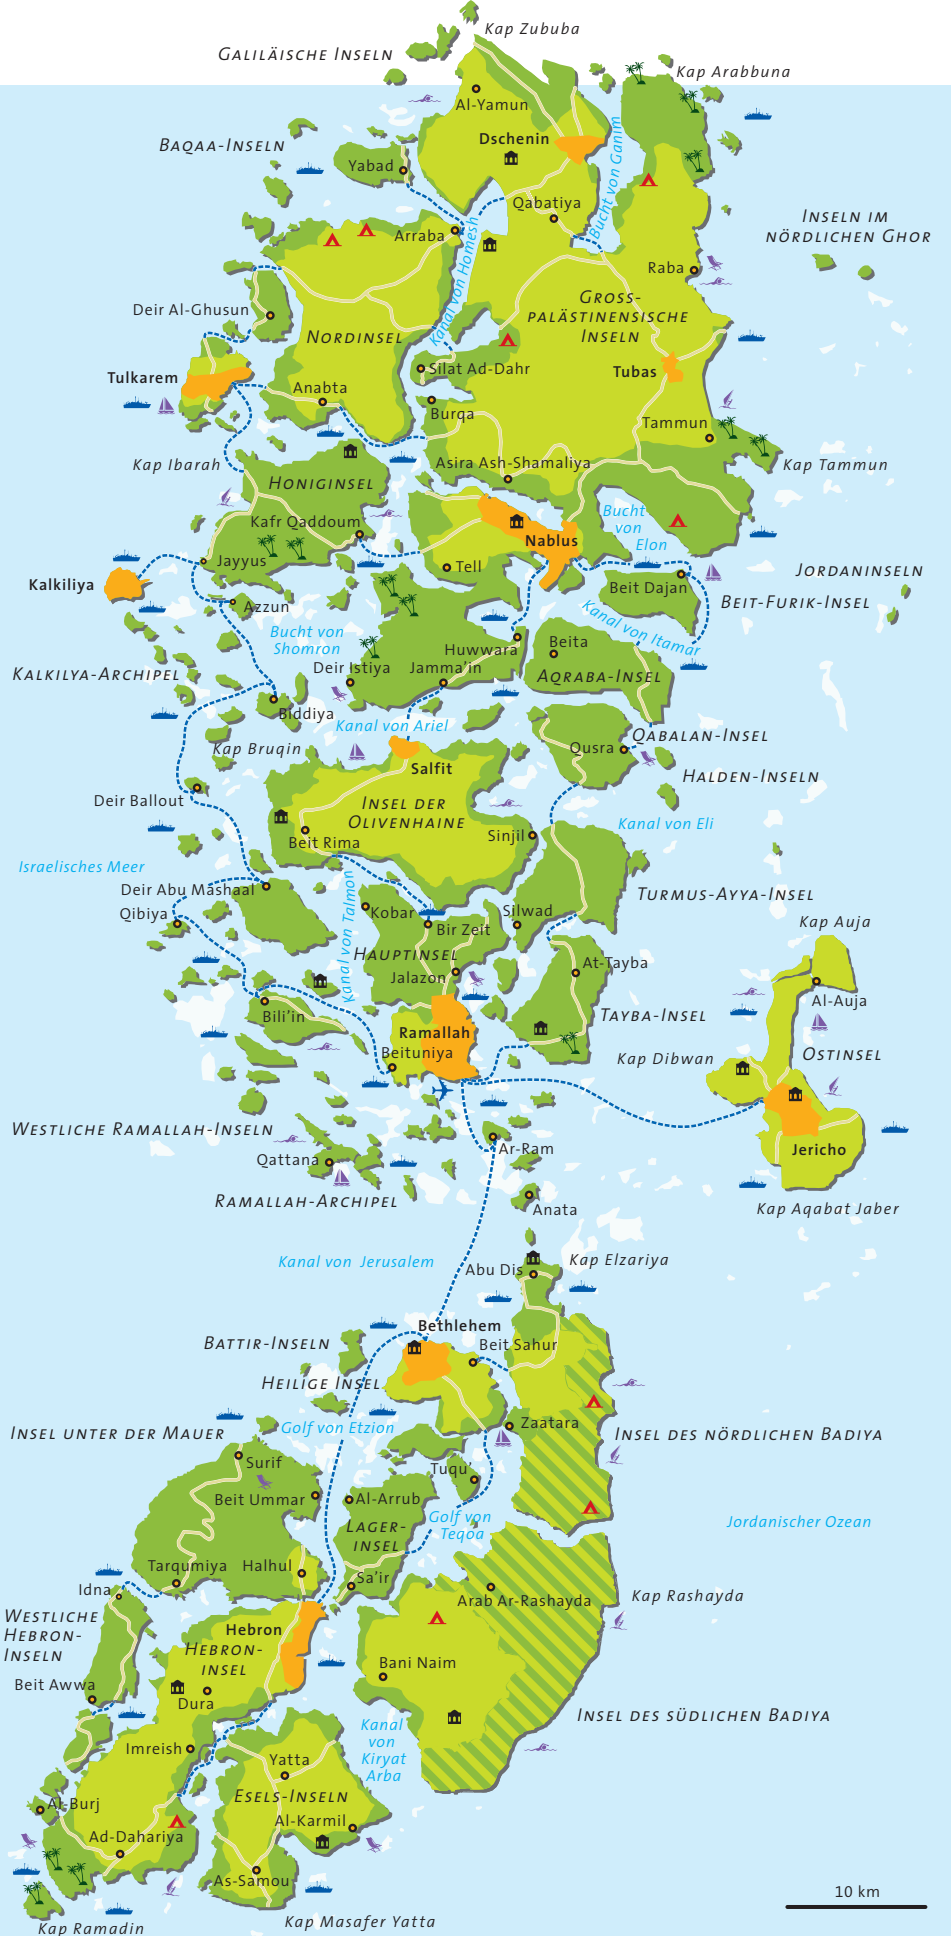 Kap Zububa
Galiläische Inseln
Kap Arabbuna
Al-Yamun
Dschenin
Baqaa-Inseln
Yabad
Bucht von Ganim
Qabatiya
Inseln im
nördlichen Ghor
Arraba
Kanal von Homesh
Raba
Deir Al-Ghusun
Gross-
palästinensische
Inseln
Nordinsel
Silat Ad-Dahr
Tubas
Tulkarem
Anabta
Burqa
Tammun
Kap Ibarah
Asira Ash-Shamaliya
Kap Tammun
Honiginsel
Kafr Qaddoum
Bucht
von
Elon
Nablus
Jayyus
Tell
Jordaninseln
Kalkiliya
Beit Dajan
Beit-Furik-Insel
Azzun
Kanal von Itamar
Bucht von
Shomron
Huwwara
Beita
Deir Istiya
Jamma'in
Aqraba-Insel
Kalkilya-Archipel
Biddiya
Kanal von Ariel
Kap Bruqin
Qusra
Qabalan-Insel
Salfit
Halden-Inseln
Deir Ballout
Insel der
Olivenhaine
Beit Rima
Sinjil
Kanal von Eli
Israelisches Meer
Deir Abu Mashaal
Kanal von Talmon
Turmus-Ayya-Insel
Qibiya
Kobar
Silwad
Kap Auja
Bir Zeit
Hauptinsel
At-Tayba
Jalazon
Al-Auja
Bili'in
Tayba-Insel
Ramallah
Beituniya
Kap Dibwan
Ostinsel
Westliche Ramallah-Inseln
Ar-Ram
Jericho
Qattana
Ramallah-Archipel
Anata
Kap Aqabat Jaber
Kanal von Jerusalem
Abu Dis
Kap Elzariya
Bethlehem
Battir-Inseln
Beit Sahur
Heilige Insel
Golf von Etzion
Zaatara
Insel unter der Mauer
Insel des nördlichen Badiya
Surif
Tuqu'
Beit Ummar
Al-Arrub
Golf von
Teqoa
Jordanischer Ozean
Lager-
insel
Tarqumiya
Halhul
Sa'ir
Idna
Arab Ar-Rashayda
Kap Rashayda
Westliche
Hebron-
Inseln
Hebron
Hebron-
insel
Bani Naim
Beit Awwa
Dura
Insel des südlichen Badiya
Kanal
von
Kiryat
Arba
Imreish
Yatta
Esels-Inseln
Al-Burj
Al-Karmil
Ad-Dahariya
As-Samou
10 km
Kap Masafer Yatta
Kap Ramadin